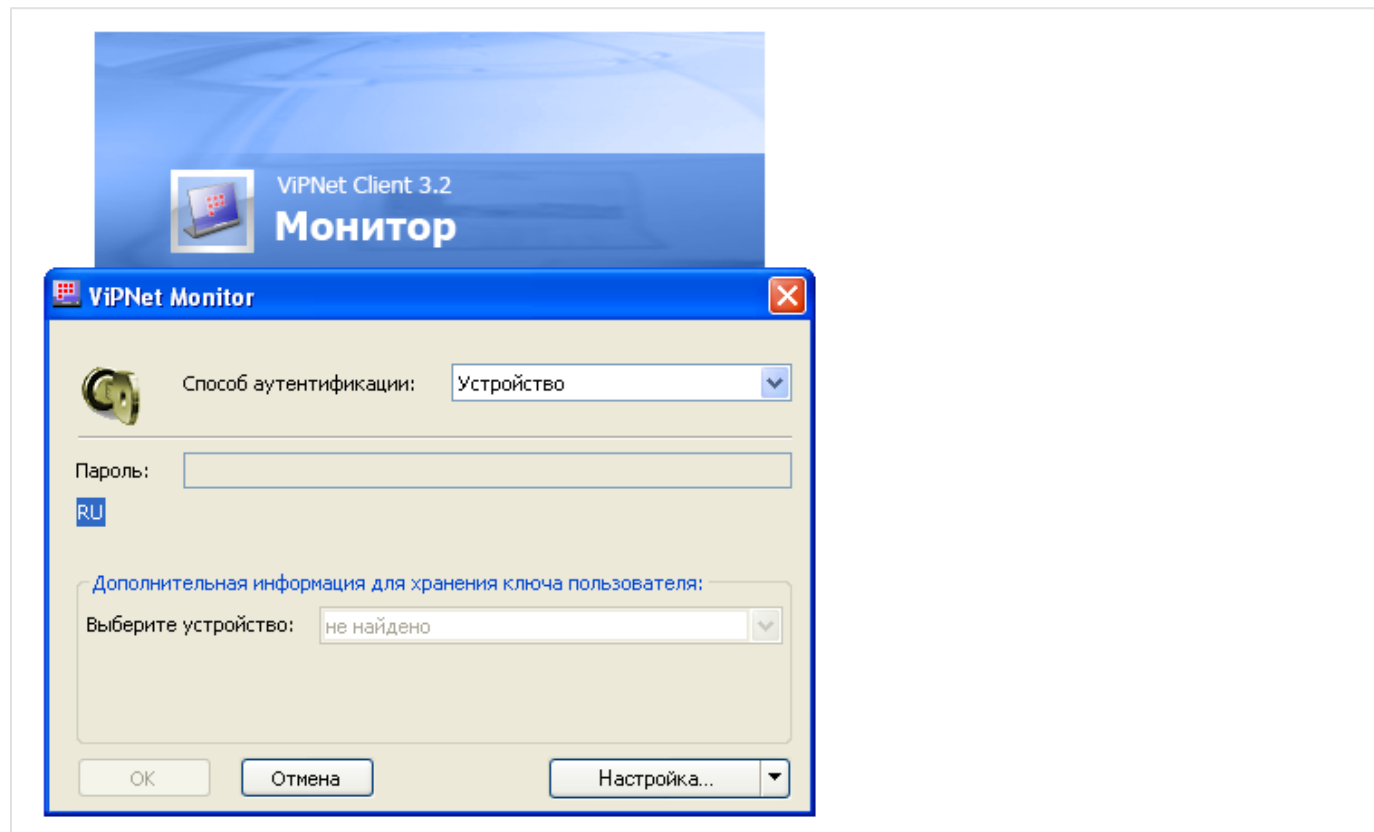 ViPNet Client 3.2
Монитор
ViPNet Monitor
Способ аутентификации: Устройство
Пароль:
RU
Дополнительная информация для хранения ключа пользователя:
Выберите устройство: не найдено
OK Отмена Настройка...